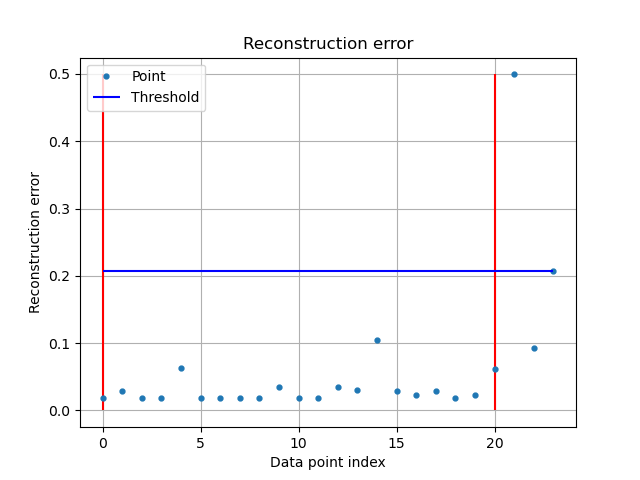 Reconstruction error
Point
Threshold
0.5
0.4
0.3
0.2
0.1
0.0
Reconstruction error
0 5 10 15 20
Data point index